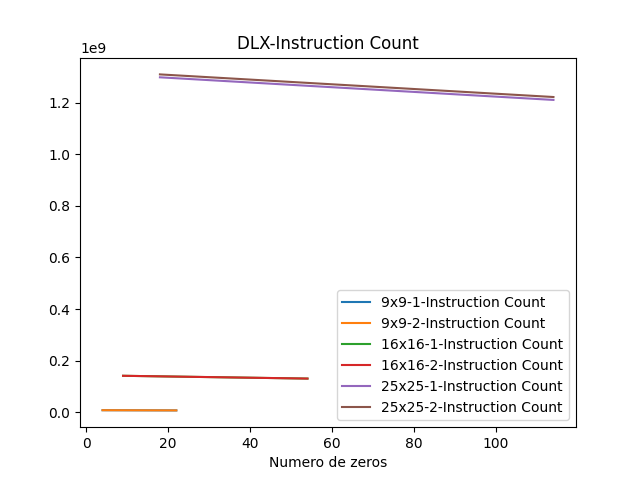 DLX-Instruction Count
1e9
1.2
1.0
0.8
0.6
0.4
0.2
0.0
9x9-1-Instruction Count
9x9-2-Instruction Count
16x16-1-Instruction Count
16x16-2-Instruction Count
25x25-1-Instruction Count
25x25-2-Instruction Count
0 20 40 60 80 100
Numero de zeros